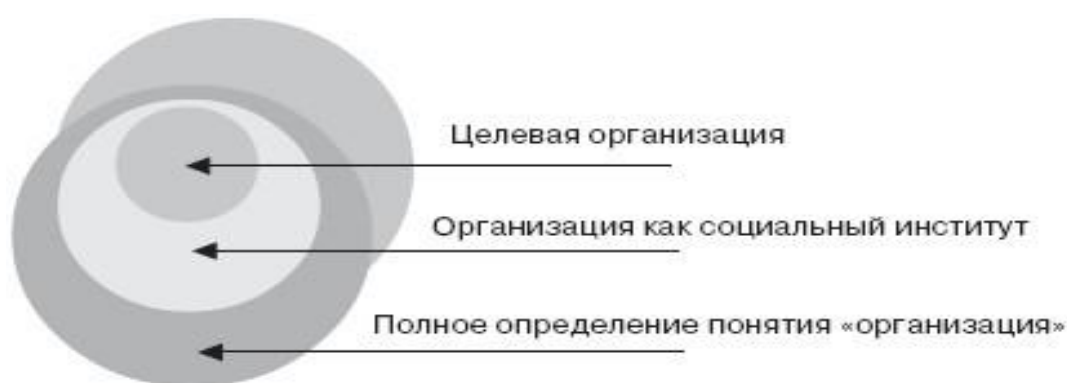 Целевая организация
Организация как социальный институт
Полное определение понятия «организация»